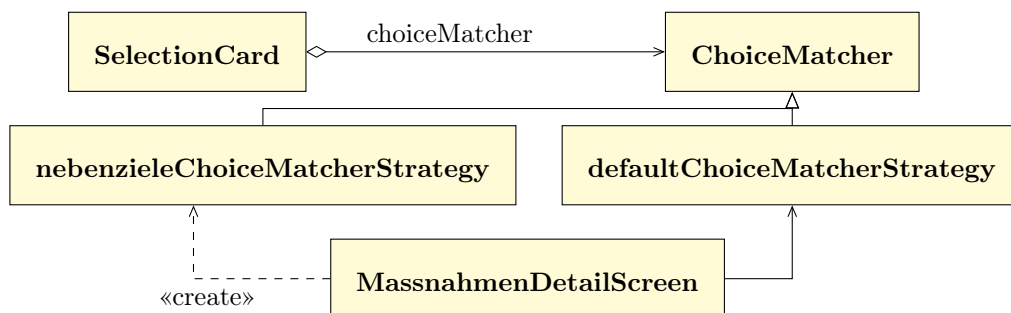 choiceMatcher
SelectionCard
ChoiceMatcher
nebenzieleChoiceMatcherStrategy
defaultChoiceMatcherStrategy
MassnahmenDetailScreen
«create»